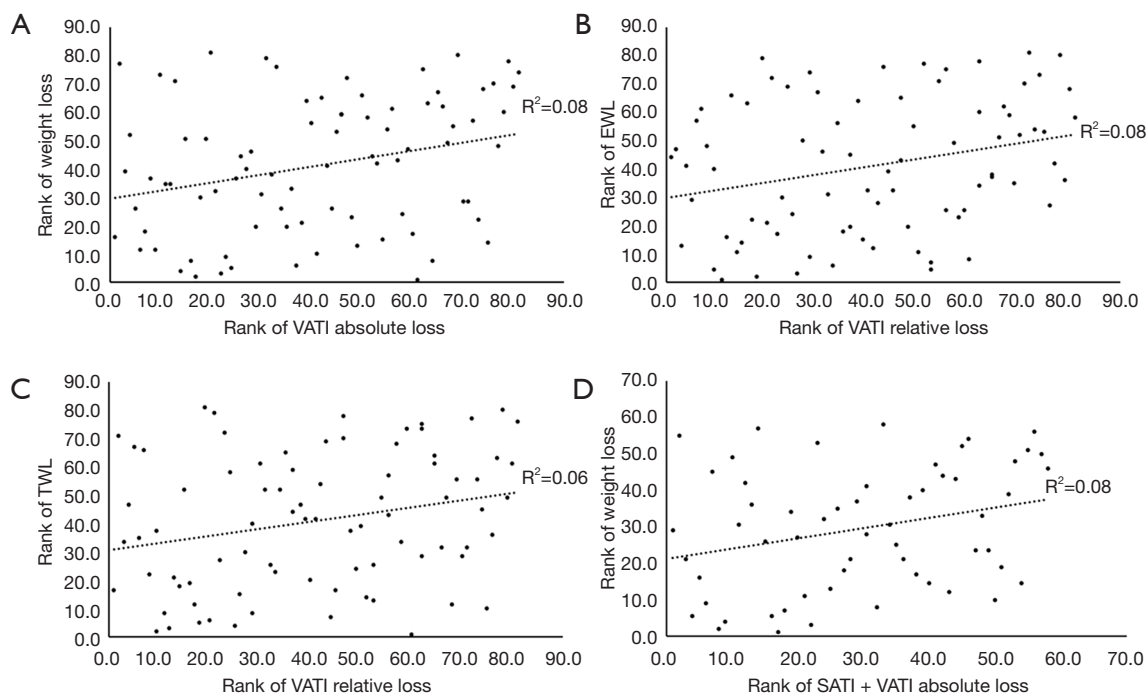 A
90.0
80.0
70.0
60.0
50.0
40.0
30.0
20.0
10.0
0.0
Rank of weight loss
R²=0.08
0.0 10.0 20.0 30.0 40.0 50.0 60.0 70.0 80.0 90.0
Rank of VATI absolute loss
B
90.0
80.0
70.0
60.0
50.0
40.0
30.0
20.0
10.0
0.0
Rank of EWL
R²=0.08
0.0 10.0 20.0 30.0 40.0 50.0 60.0 70.0 80.0 90.0
Rank of VATI relative loss
C
90.0
80.0
70.0
60.0
50.0
40.0
30.0
20.0
10.0
0.0
Rank of TWL
R²=0.06
0.0 10.0 20.0 30.0 40.0 50.0 60.0 70.0 80.0 90.0
Rank of VATI relative loss
D
70.0
60.0
50.0
40.0
30.0
20.0
10.0
0.0
Rank of weight loss
R²=0.08
0.0 10.0 20.0 30.0 40.0 50.0 60.0 70.0
Rank of SATI + VATI absolute loss